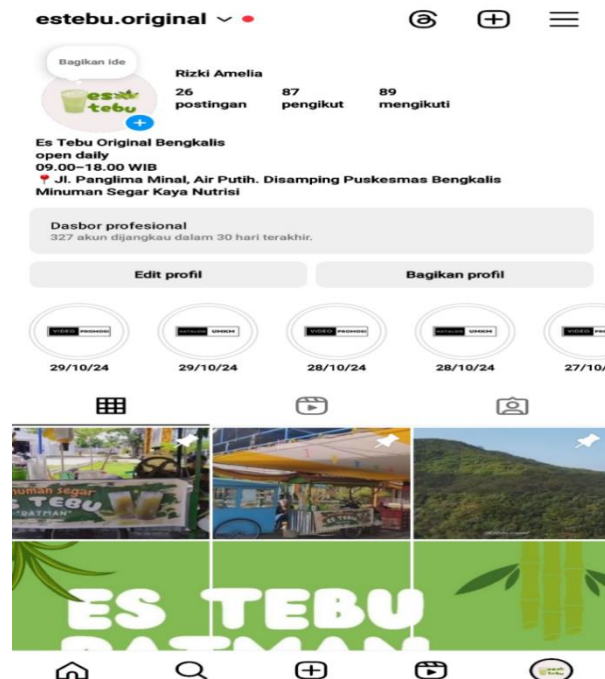 estebu.original
Bagikan ide
es
tebu
Rizki Amelia
26 87 89
postingan pengikut mengikuti
Es Tebu Original Bengkalis
open daily
09.00–18.00 WIB
Jl. Panglima Minal, Air Putih. Disamping Puskesmas Bengkalis
Minuman Segar Kaya Nutrisi
Dasbor profesional
327 akun dijangkau dalam 30 hari terakhir.
Edit profil Bagikan profil
VIDEO PROMOSI KATALOG UMKM VIDEO PROMOSI KATALOG UMKM VIDEO
29/10/24 29/10/24 28/10/24 28/10/24 27/10/
minuman segar
ES TEBU
"RATMAN"
ES TEBU
ES TEBU
RATMAN